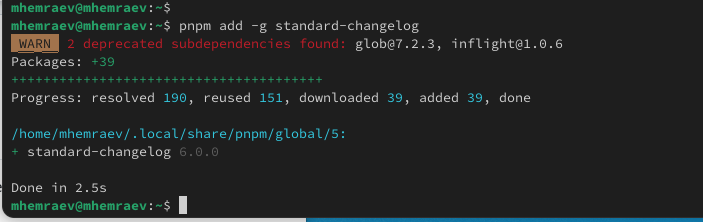 mhemraev@mhemraev:~$
mhemraev@mhemraev:~$ pnpm add -g standard-changelog
 WARN  2 deprecated subdependencies found: glob@7.2.3, inflight@1.0.6
Packages: +39
+++++++++++++++++++++++++++++++++++++++
Progress: resolved 190, reused 151, downloaded 39, added 39, done
/home/mhemraev/.local/share/pnpm/global/5:
+ standard-changelog 6.0.0
Done in 2.5s
mhemraev@mhemraev:~$